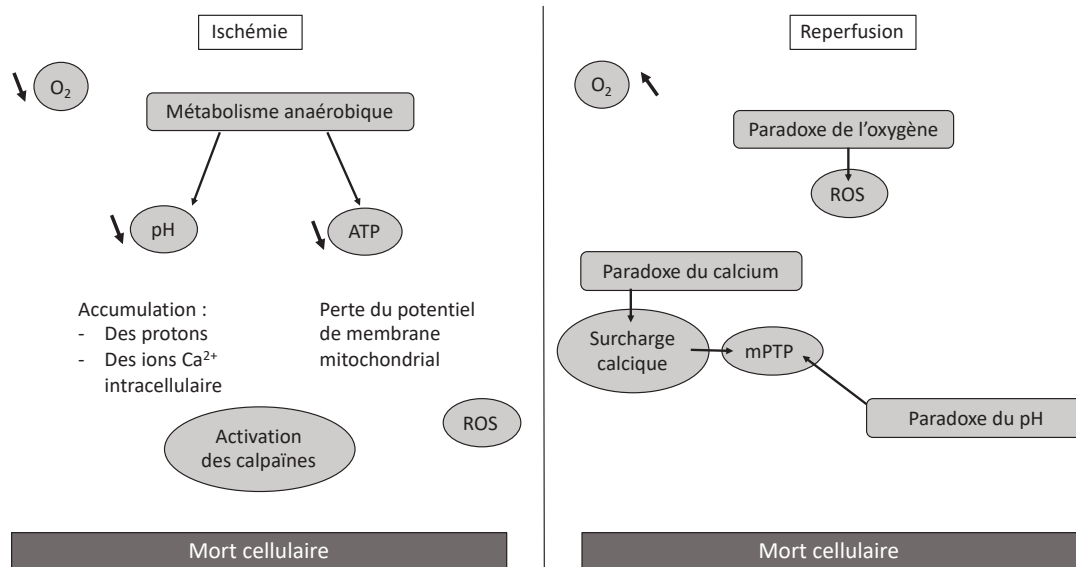 Ischémie
O₂
Métabolisme anaérobique
pH
ATP
Accumulation :
- Des protons
- Des ions Ca²⁺
intracellulaire
Perte du potentiel
de membrane
mitochondrial
ROS
Activation
des calpaïnes
Mort cellulaire
Reperfusion
O₂
Paradoxe de l’oxygène
ROS
Paradoxe du calcium
Surcharge
calcique
mPTP
Paradoxe du pH
Mort cellulaire